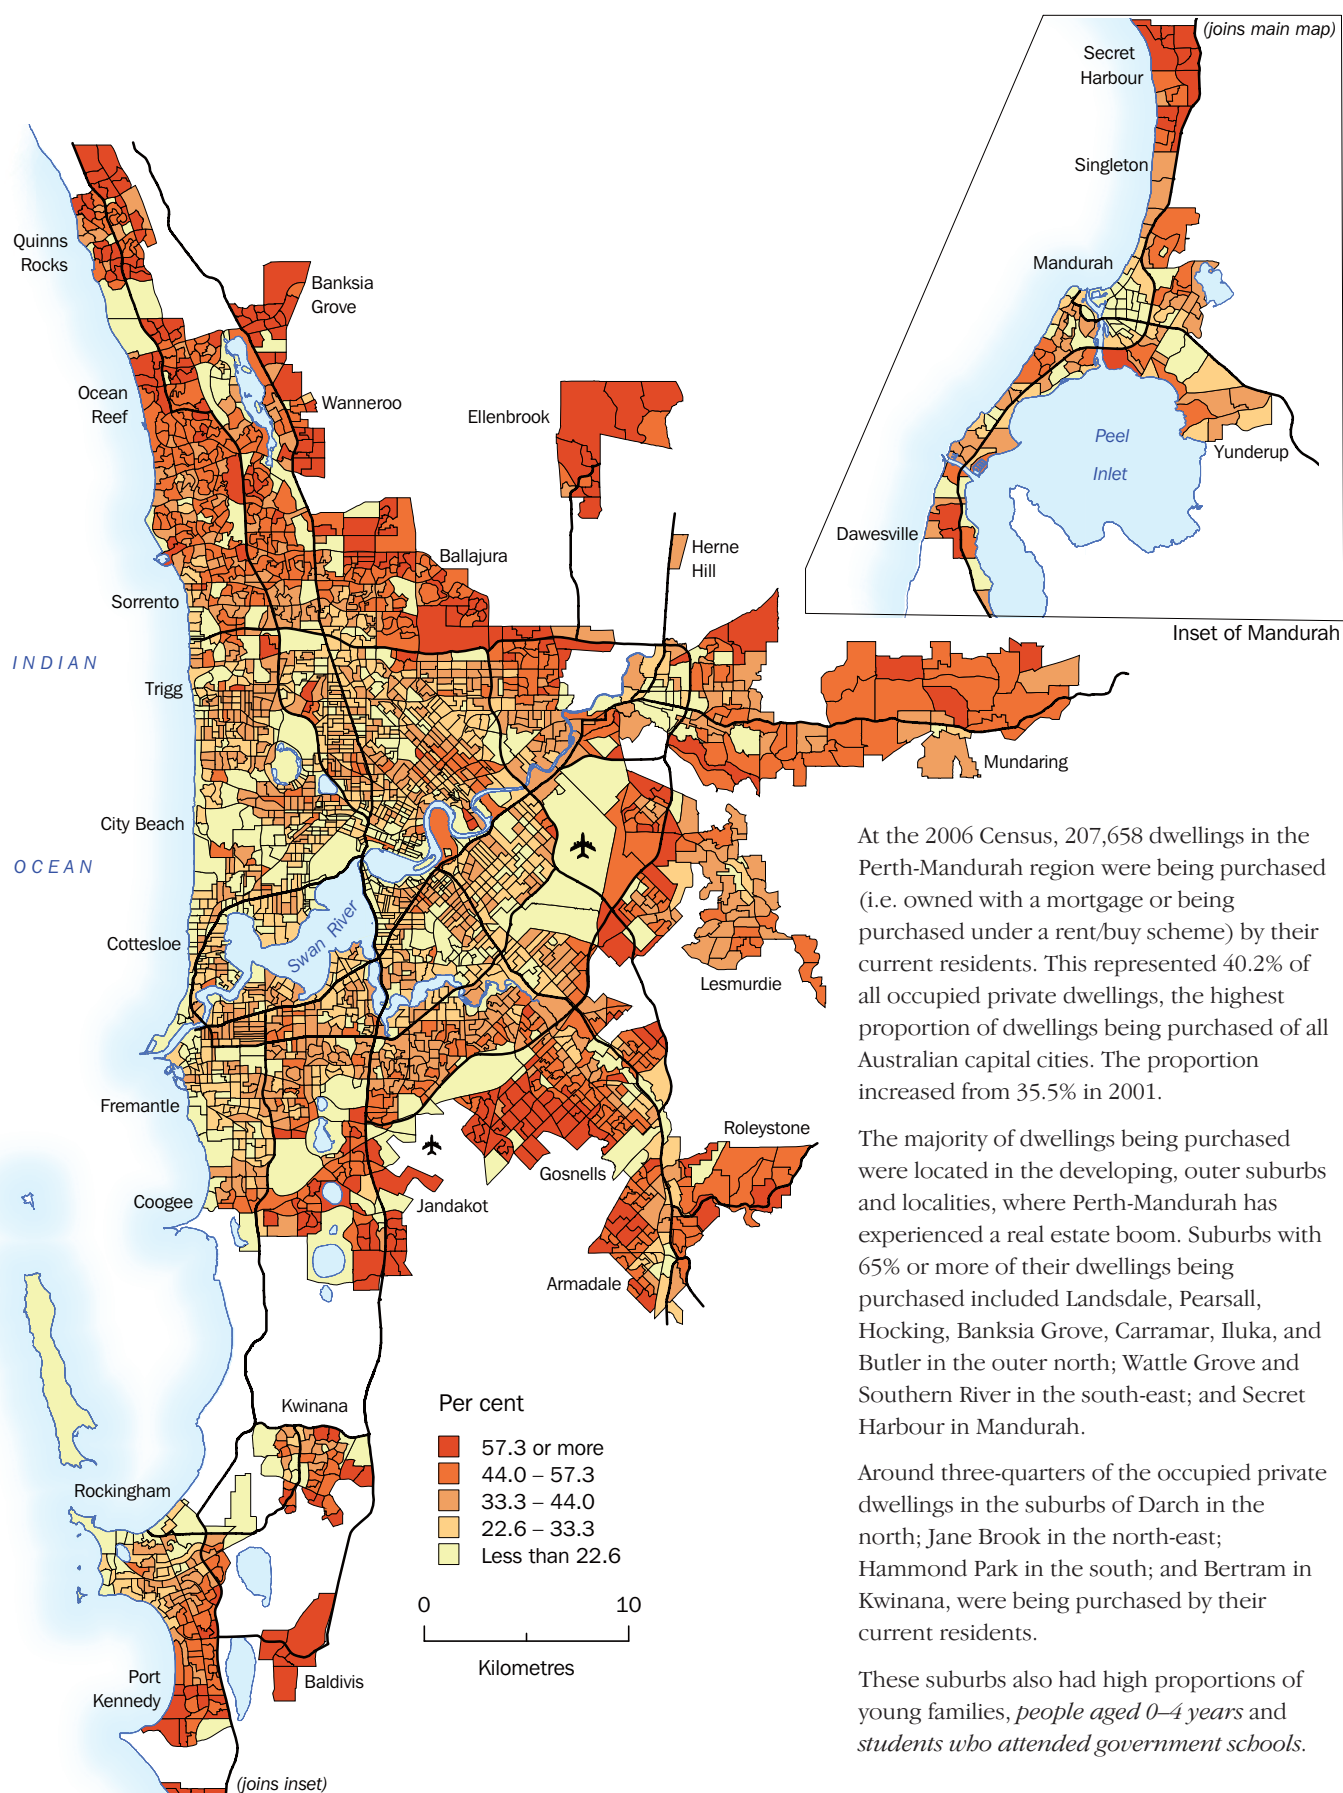 (joins main map)
Secret
Harbour
Singleton
Mandurah
Peel
Inlet
Yunderup
Dawesville
Inset of Mandurah
Quinns
Rocks
Banksia
Grove
Ocean
Reef
Wanneroo
Ellenbrook
Ballajura
Herne
Hill
Sorrento
INDIAN
Trigg
Mundaring
City Beach
OCEAN
Cottesloe
Swan River
Lesmurdie
Fremantle
Roleystone
Gosnells
Jandakot
Coogee
Armadale
Kwinana
Rockingham
Port
Kennedy
Baldivis
(joins inset)
Per cent
57.3 or more
44.0 – 57.3
33.3 – 44.0
22.6 – 33.3
Less than 22.6
0 10
Kilometres
At the 2006 Census, 207,658 dwellings in the
Perth-Mandurah region were being purchased
(i.e. owned with a mortgage or being
purchased under a rent/buy scheme) by their
current residents. This represented 40.2% of
all occupied private dwellings, the highest
proportion of dwellings being purchased of all
Australian capital cities. The proportion
increased from 35.5% in 2001.
The majority of dwellings being purchased
were located in the developing, outer suburbs
and localities, where Perth-Mandurah has
experienced a real estate boom. Suburbs with
65% or more of their dwellings being
purchased included Landsdale, Pearsall,
Hocking, Banksia Grove, Carramar, Iluka, and
Butler in the outer north; Wattle Grove and
Southern River in the south-east; and Secret
Harbour in Mandurah.
Around three-quarters of the occupied private
dwellings in the suburbs of Darch in the
north; Jane Brook in the north-east;
Hammond Park in the south; and Bertram in
Kwinana, were being purchased by their
current residents.
These suburbs also had high proportions of
young families, people aged 0–4 years and
students who attended government schools.